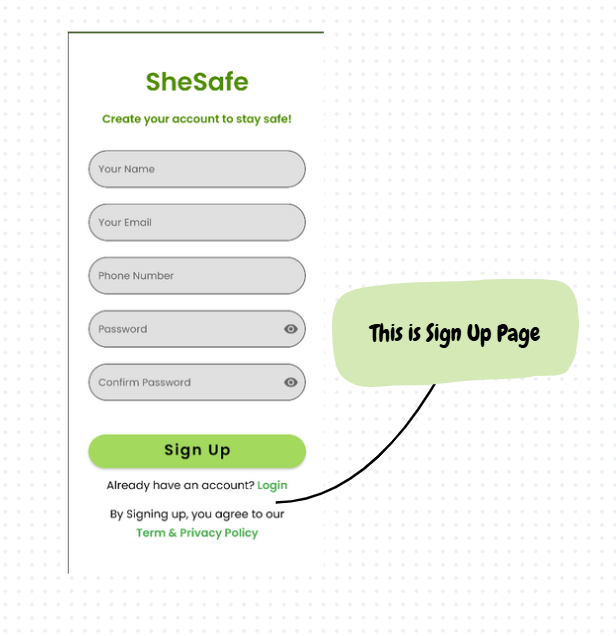 SheSafe
Create your account to stay safe!
Your Name
Your Email
Phone Number
Password
Confirm Password
Sign Up
Already have an account? Login
By Signing up, you agree to our
Term & Privacy Policy
This is Sign Up Page